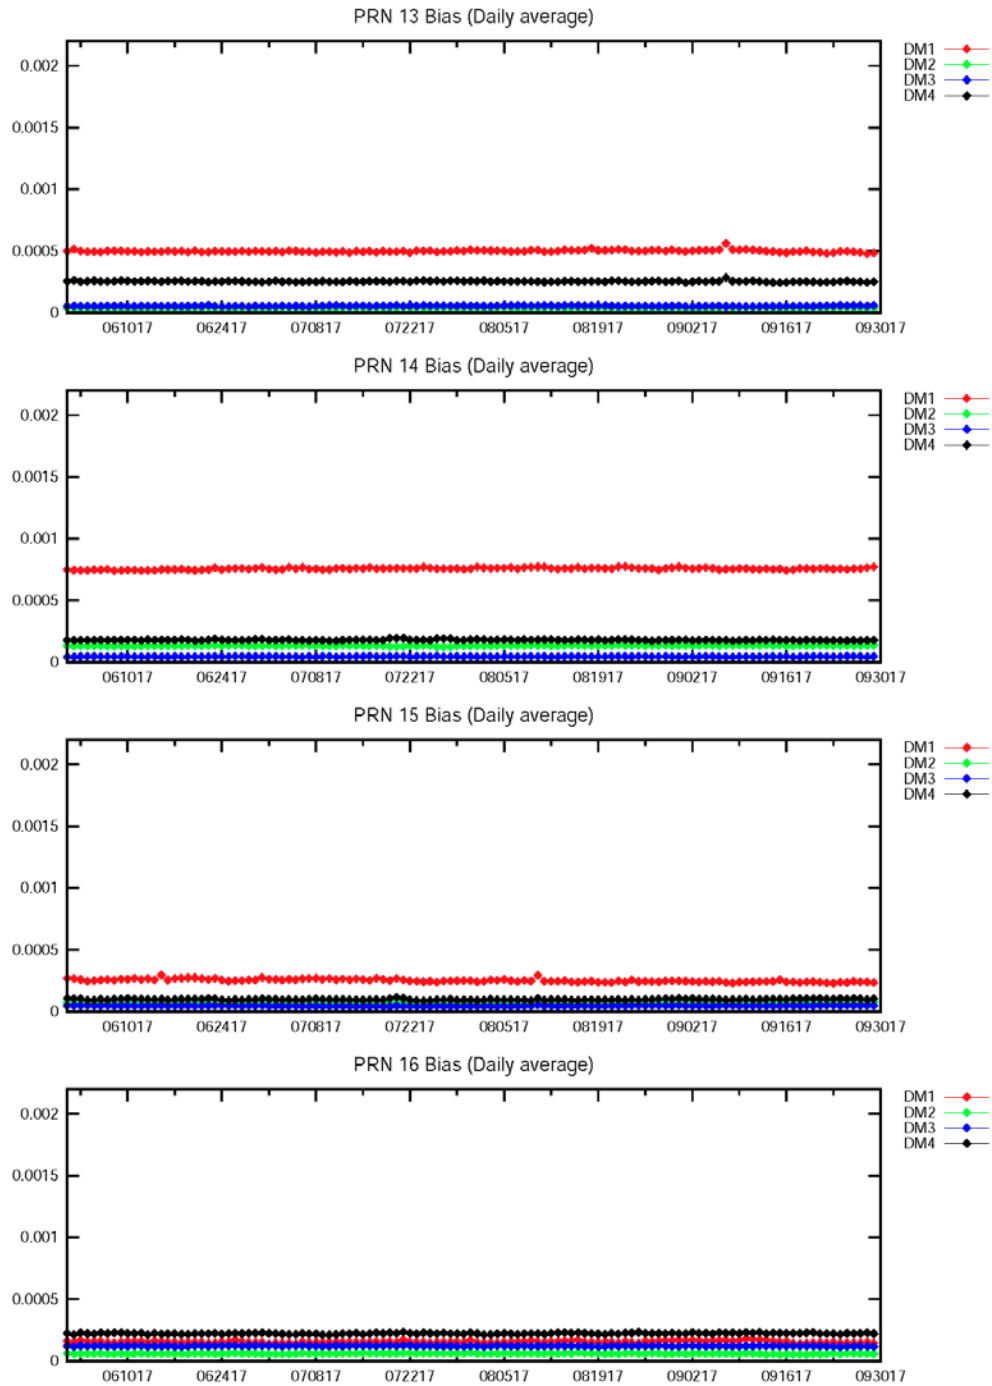 PRN 13 Bias (Daily average)
DM1
DM2
DM3
DM4
0.002
0.0015
0.001
0.0005
0
061017 062417 070817 072217 080517 081917 090217 091617 093017
PRN 14 Bias (Daily average)
DM1
DM2
DM3
DM4
0.002
0.0015
0.001
0.0005
0
061017 062417 070817 072217 080517 081917 090217 091617 093017
PRN 15 Bias (Daily average)
DM1
DM2
DM3
DM4
0.002
0.0015
0.001
0.0005
0
061017 062417 070817 072217 080517 081917 090217 091617 093017
PRN 16 Bias (Daily average)
DM1
DM2
DM3
DM4
0.002
0.0015
0.001
0.0005
0
061017 062417 070817 072217 080517 081917 090217 091617 093017